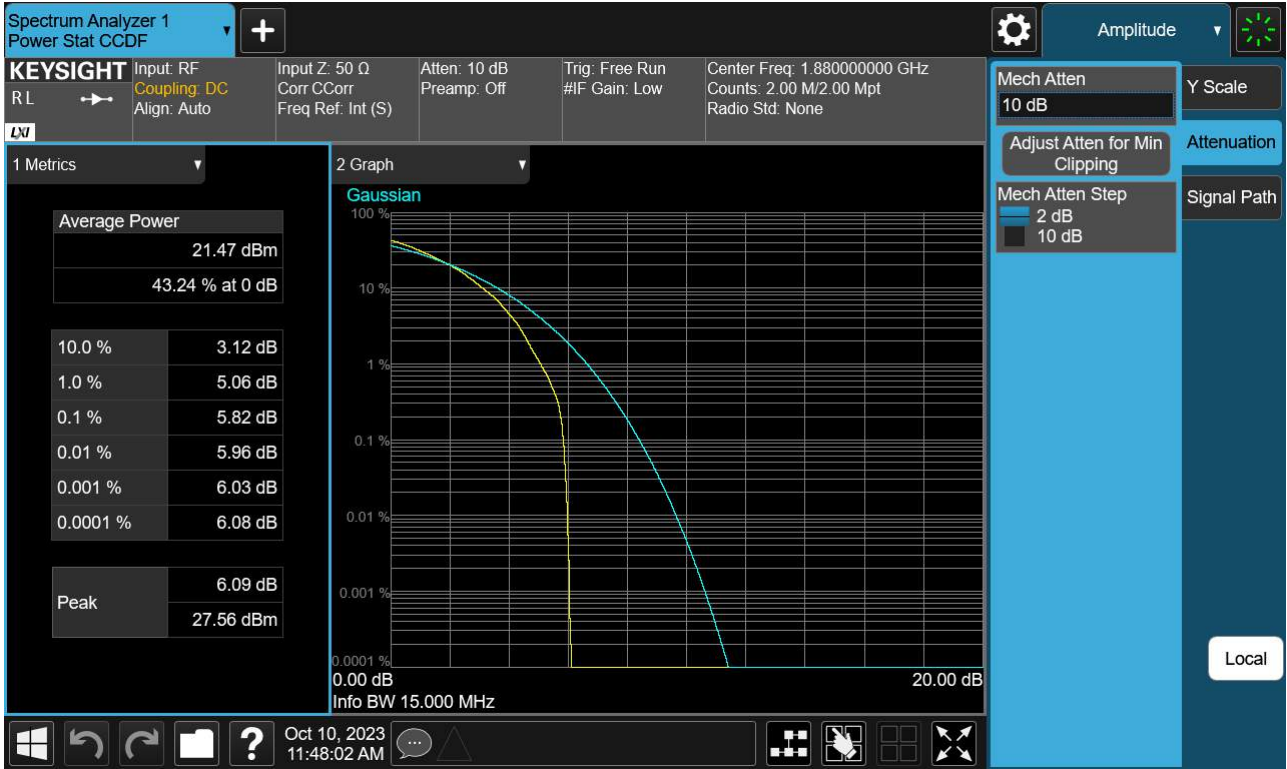 Spectrum Analyzer 1
Power Stat CCDF
Amplitude
KEYSIGHT
RL
LXI
Input: RF
Coupling: DC
Align: Auto
Input Z: 50 Ω
Corr CCorr
Freq Ref: Int (S)
Atten: 10 dB
Preamp: Off
Trig: Free Run
#IF Gain: Low
Center Freq: 1.880000000 GHz
Counts: 2.00 M/2.00 Mpt
Radio Std: None
1 Metrics
Average Power
21.47 dBm
43.24 % at 0 dB
10.0 % 3.12 dB
1.0 % 5.06 dB
0.1 % 5.82 dB
0.01 % 5.96 dB
0.001 % 6.03 dB
0.0001 % 6.08 dB
Peak
6.09 dB
27.56 dBm
2 Graph
Gaussian
100 %
10 %
1 %
0.1 %
0.01 %
0.001 %
0.0001 %
0.00 dB 20.00 dB
Info BW 15.000 MHz
Mech Atten
10 dB
Adjust Atten for Min
Clipping
Mech Atten Step
2 dB
10 dB
Y Scale
Attenuation
Signal Path
Local
?
Oct 10, 2023
11:48:02 AM